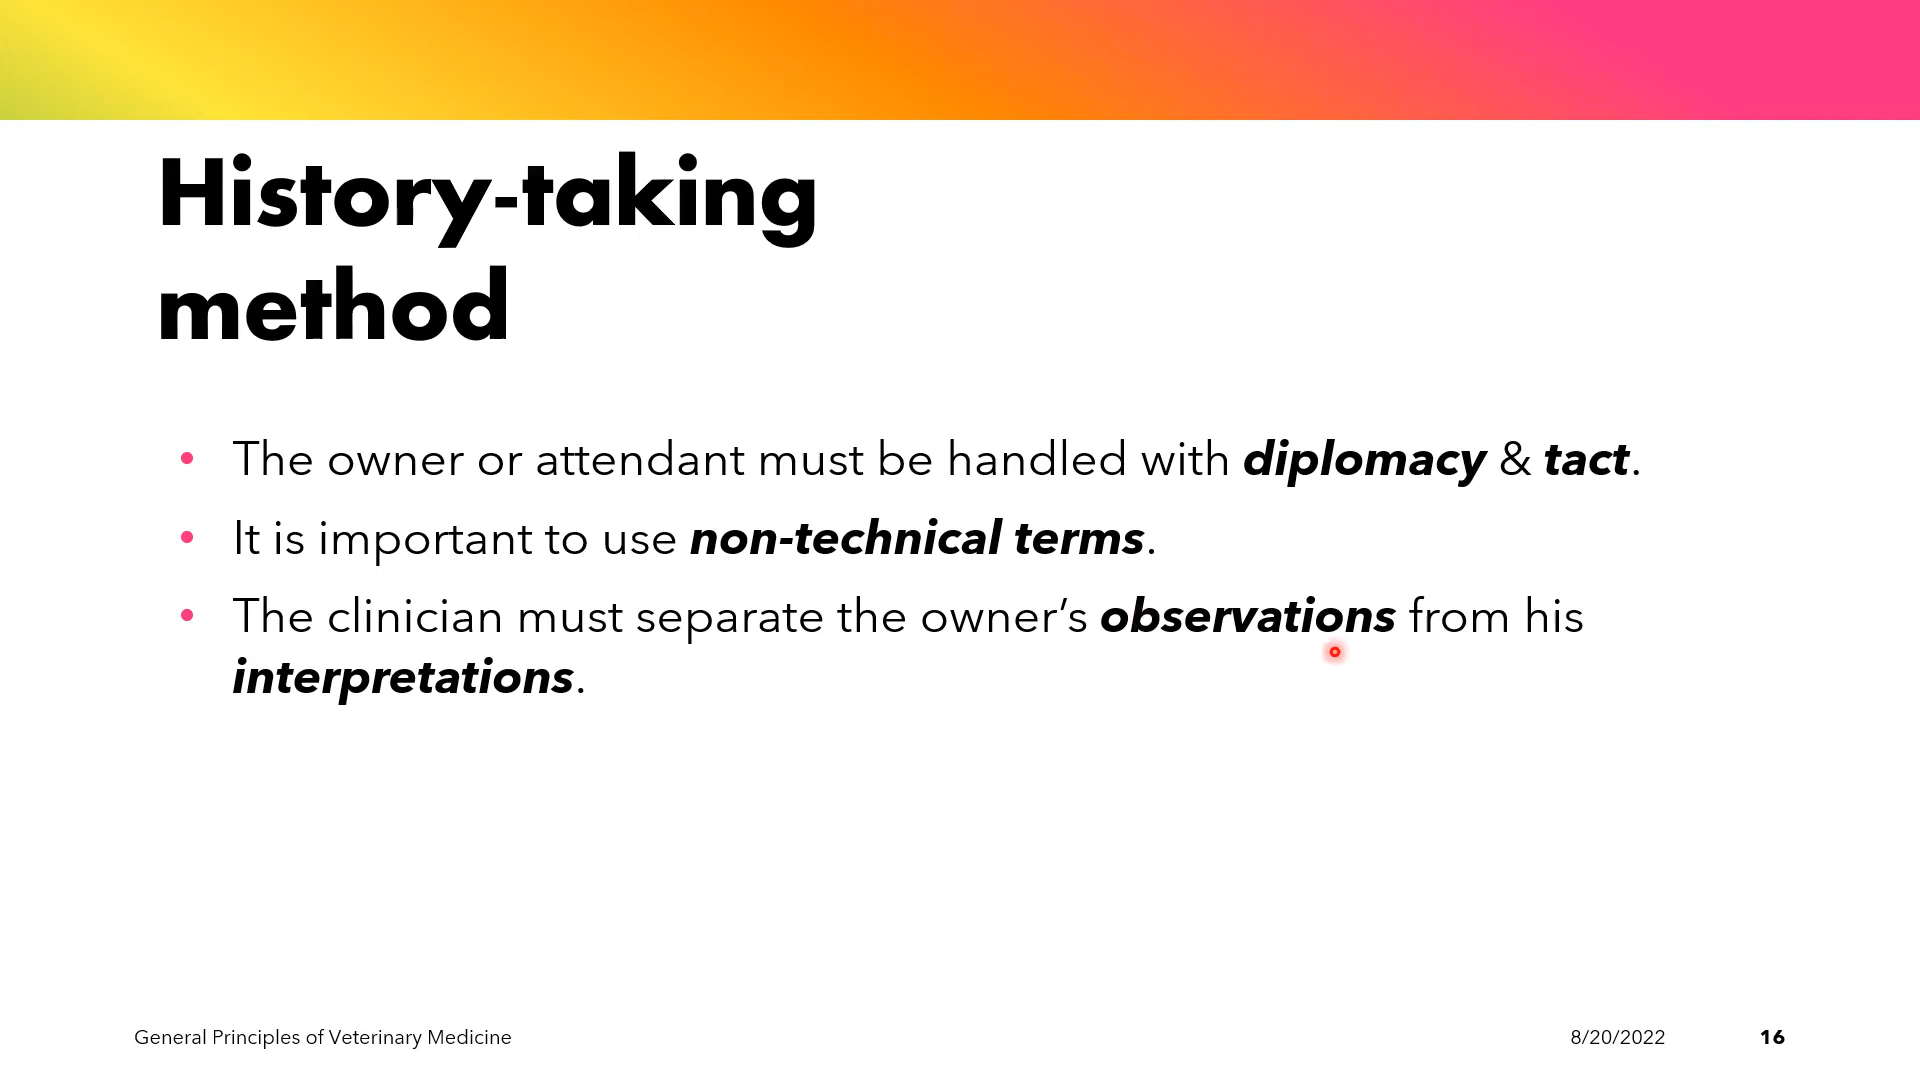 History-taking
method
• The owner or attendant must be handled with diplomacy & tact.
• It is important to use non-technical terms.
• The clinician must separate the owner’s observations from his
interpretations.
General Principles of Veterinary Medicine
8/20/2022
16